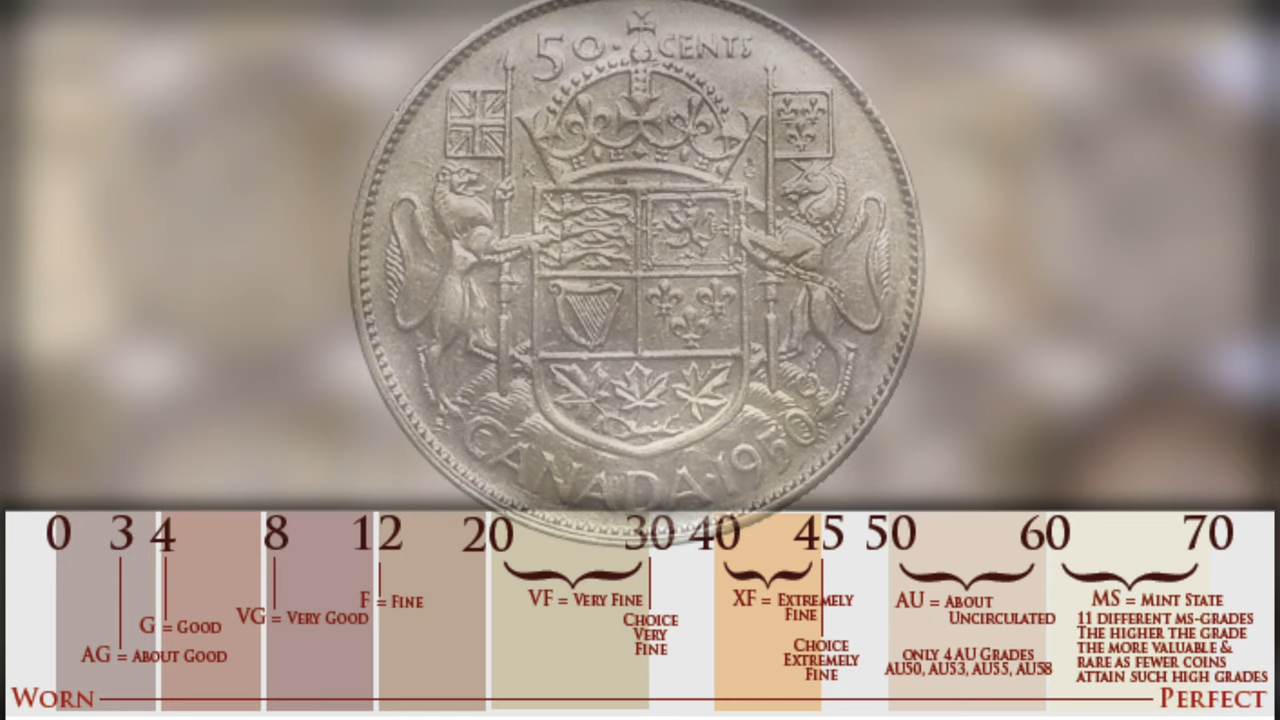 50 · CENTS
K G
CANADA · 1950
0 3 4 8 12 20 30 40 45 50 60 70
F = FINE
VF = VERY FINE
XF = EXTREMELY
FINE
AU = ABOUT
UNCIRCULATED
MS = MINT STATE
G = GOOD
VG = VERY GOOD
AG = ABOUT GOOD
CHOICE
VERY
FINE
CHOICE
EXTREMELY
FINE
ONLY 4 AU GRADES
AU50, AU53, AU55, AU58
11 DIFFERENT MS-GRADES
THE HIGHER THE GRADE
THE MORE VALUABLE &
RARE AS FEWER COINS
ATTAIN SUCH HIGH GRADES
WORN
PERFECT